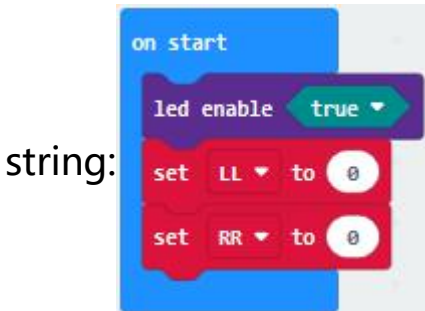 on start
led enable true
string:
set LL to 0
set RR to 0